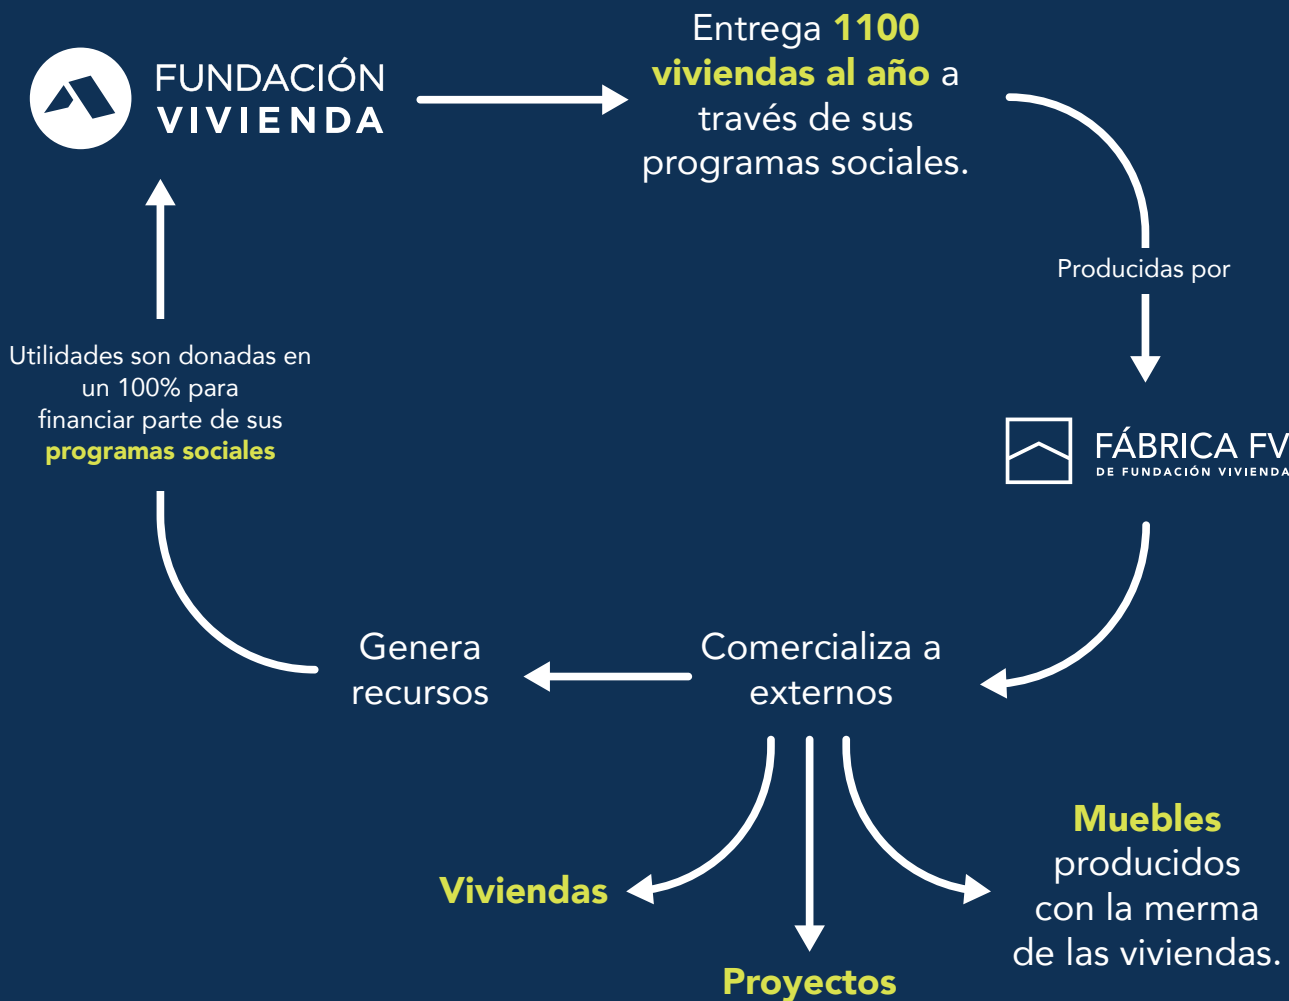 FUNDACIÓN
VIVIENDA
Entrega 1100
viviendas al año a
través de sus
programas sociales.
Producidas por
FÁBRICA FV
DE FUNDACIÓN VIVIENDA
Comercializa a
externos
Viviendas
Proyectos
Muebles
producidos
con la merma
de las viviendas.
Genera
recursos
Utilidades son donadas en
un 100% para
financiar parte de sus
programas sociales